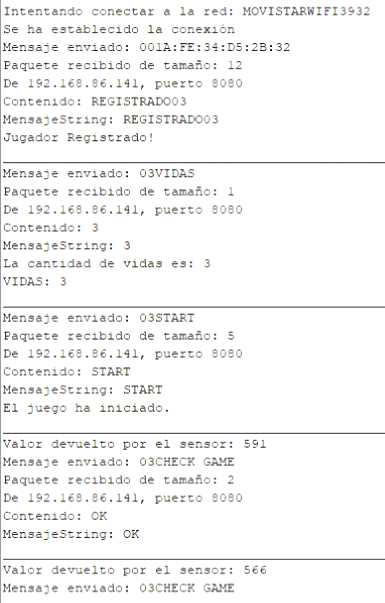 Intentando conectar a la red: MOVISTARWIFI3932
Se ha establecido la conexión
Mensaje enviado: 001A:FE:34:D5:2B:32
Paquete recibido de tamaño: 12
De 192.168.86.141, puerto 8080
Contenido: REGISTRADO03
MensajeString: REGISTRADO03
Jugador Registrado!
Mensaje enviado: 03VIDAS
Paquete recibido de tamaño: 1
De 192.168.86.141, puerto 8080
Contenido: 3
MensajeString: 3
La cantidad de vidas es: 3
VIDAS: 3
Mensaje enviado: 03START
Paquete recibido de tamaño: 5
De 192.168.86.141, puerto 8080
Contenido: START
MensajeString: START
El juego ha iniciado.
Valor devuelto por el sensor: 591
Mensaje enviado: 03CHECK GAME
Paquete recibido de tamaño: 2
De 192.168.86.141, puerto 8080
Contenido: OK
MensajeString: OK
Valor devuelto por el sensor: 566
Mensaje enviado: 03CHECK GAME